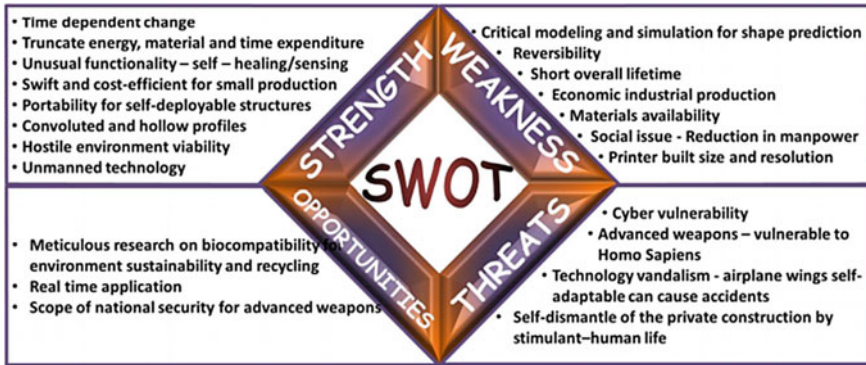 • Time dependent change
• Truncate energy, material and time expenditure
• Unusual functionality – self – healing/sensing
• Swift and cost-efficient for small production
• Portability for self-deployable structures
• Convoluted and hollow profiles
• Hostile environment viability
• Unmanned technology
STRENGTH
WEAKNESS
• Critical modeling and simulation for shape prediction
• Reversibility
• Short overall lifetime
• Economic industrial production
• Materials availability
• Social issue - Reduction in manpower
• Printer built size and resolution
SWOT
• Meticulous research on biocompatibility for
environment sustainability and recycling
• Real time application
• Scope of national security for advanced weapons
OPPORTUNITIES
THREATS
• Cyber vulnerability
• Advanced weapons – vulnerable to
Homo Sapiens
• Technology vandalism - airplane wings self-
adaptable can cause accidents
• Self-dismantle of the private construction by
stimulant–human life